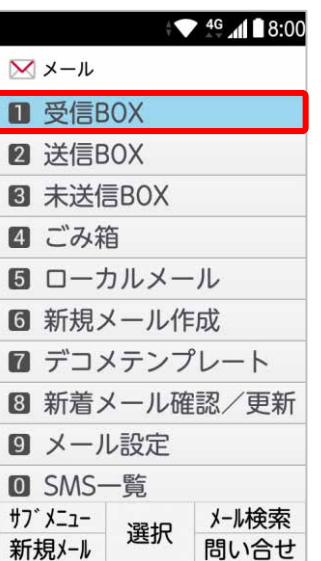 4G 8:00
メール
1 受信BOX
2 送信BOX
3 未送信BOX
4 ごみ箱
5 ローカルメール
6 新規メール作成
7 デコメテンプレート
8 新着メール確認／更新
9 メール設定
0 SMS一覧
ｻﾌﾞﾒﾆｭｰ 選択 ﾒｰﾙ検索
新規ﾒｰﾙ 問い合せ